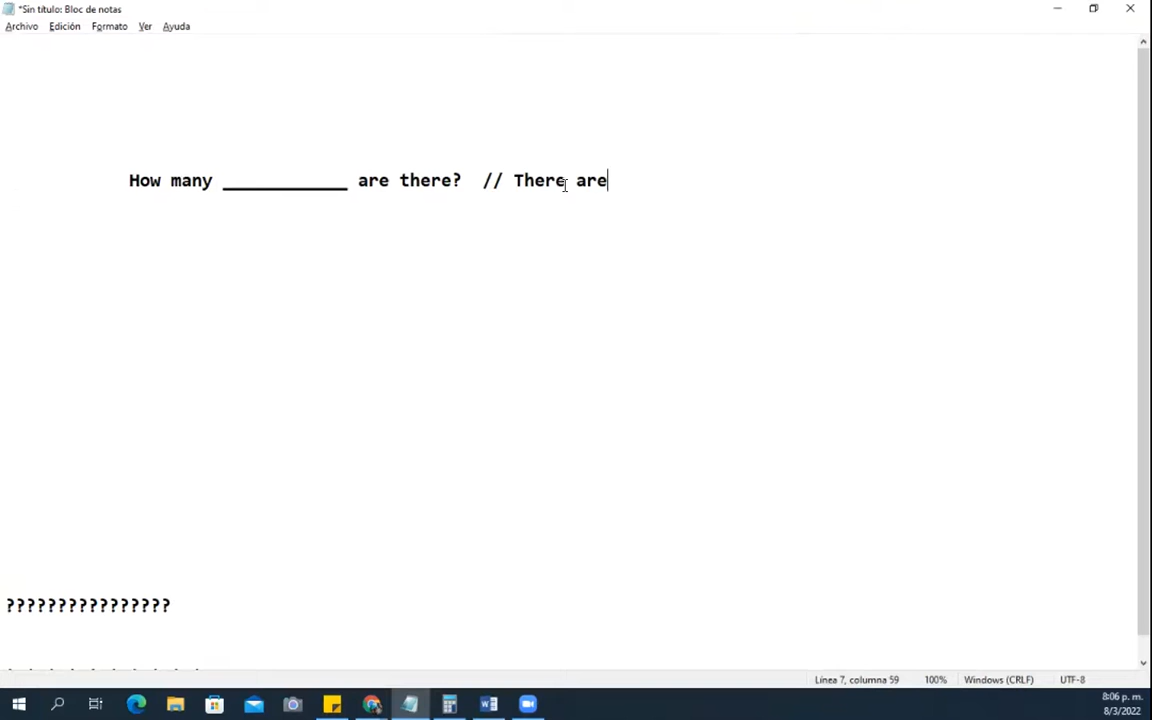 *Sin título: Bloc de notas
Archivo Edición Formato Ver Ayuda
How many ____________ are there? // There are
????????????????
Línea 7, columna 59 100% Windows (CRLF) UTF-8
8:06 p. m.
8/3/2022